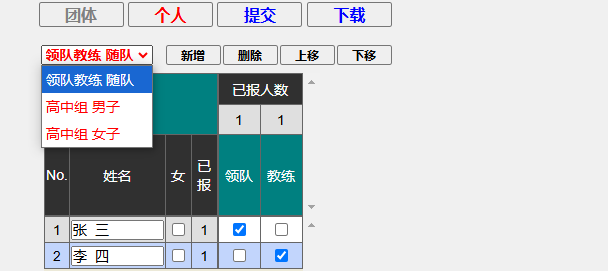 团体 个人 提交 下载
领队教练 随队 新增 删除 上移 下移
领队教练 随队
高中组 男子
高中组 女子
已报人数
1 1
No. 姓名 女 已报 领队 教练
1 张 三 1
2 李 四 1